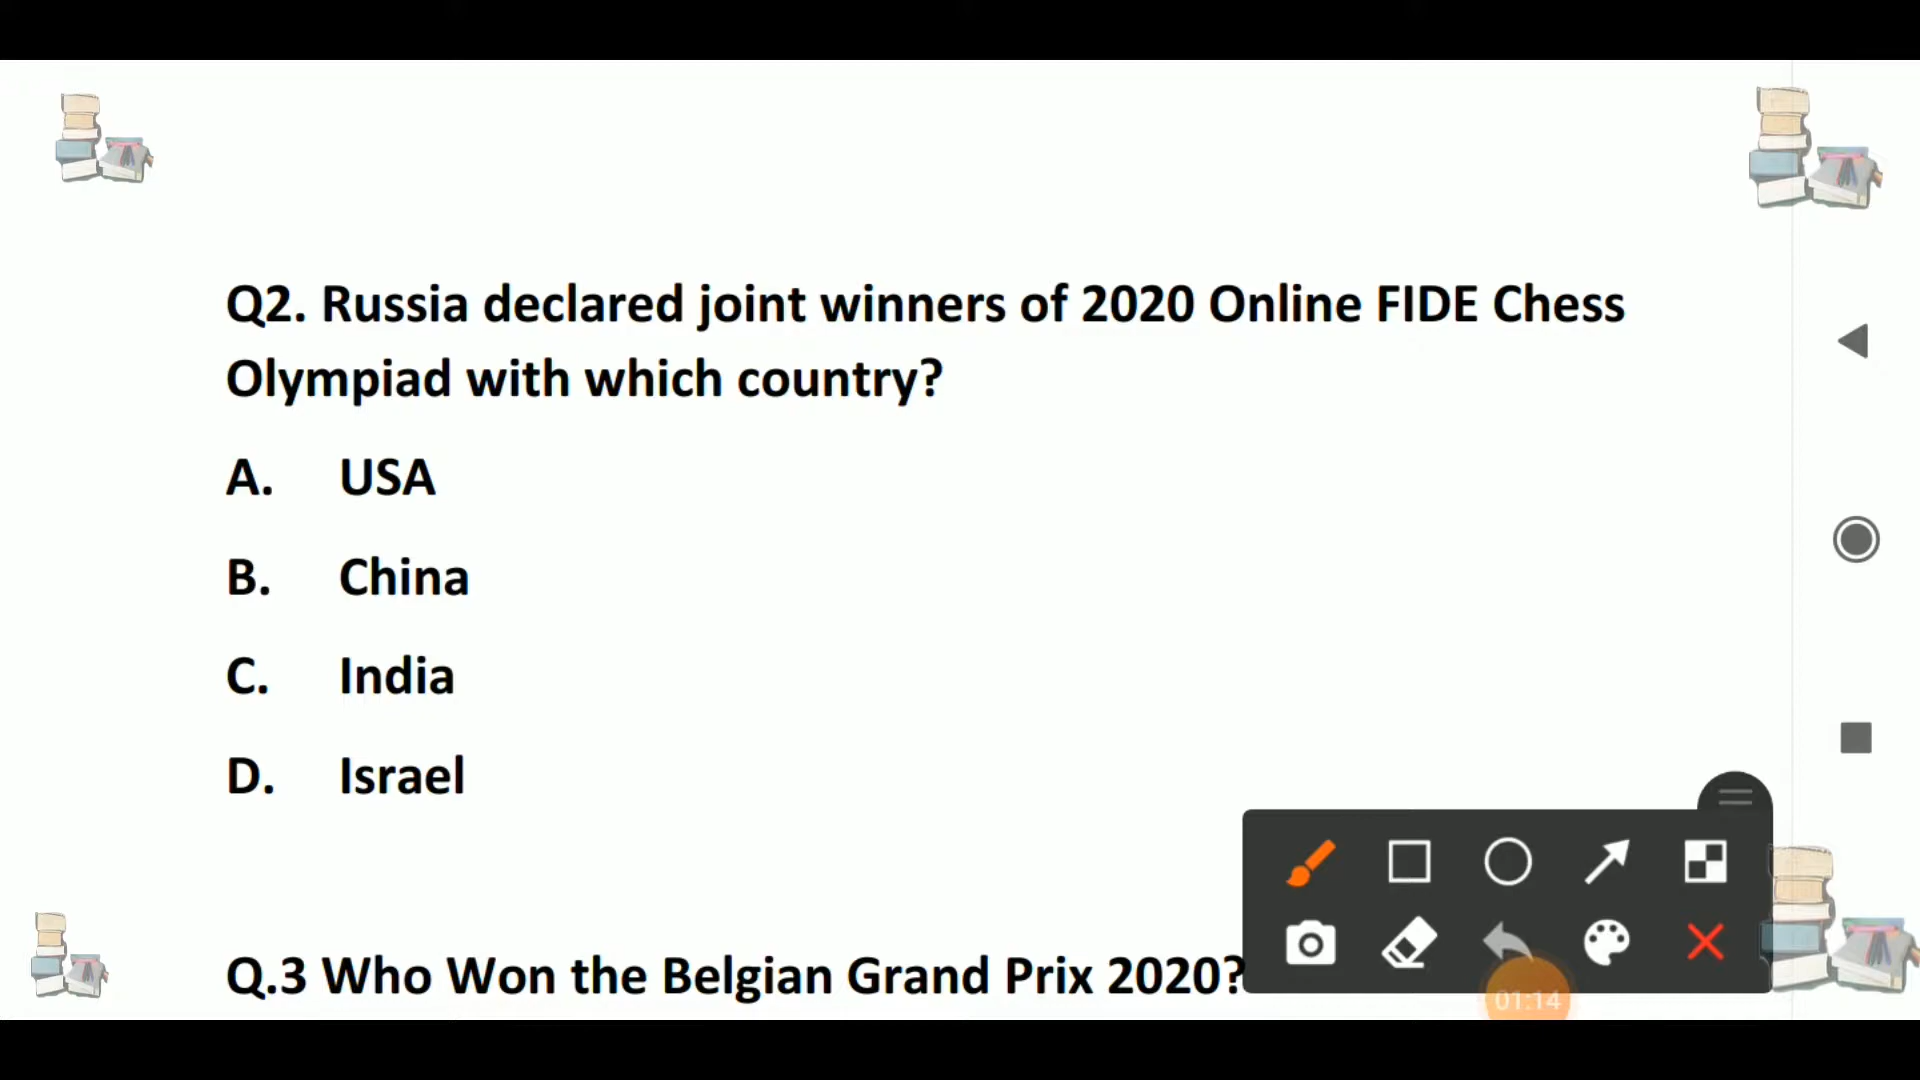 Q2. Russia declared joint winners of 2020 Online FIDE Chess
Olympiad with which country?
A. USA
B. China
C. India
D. Israel
Q.3 Who Won the Belgian Grand Prix 2020?
01:14